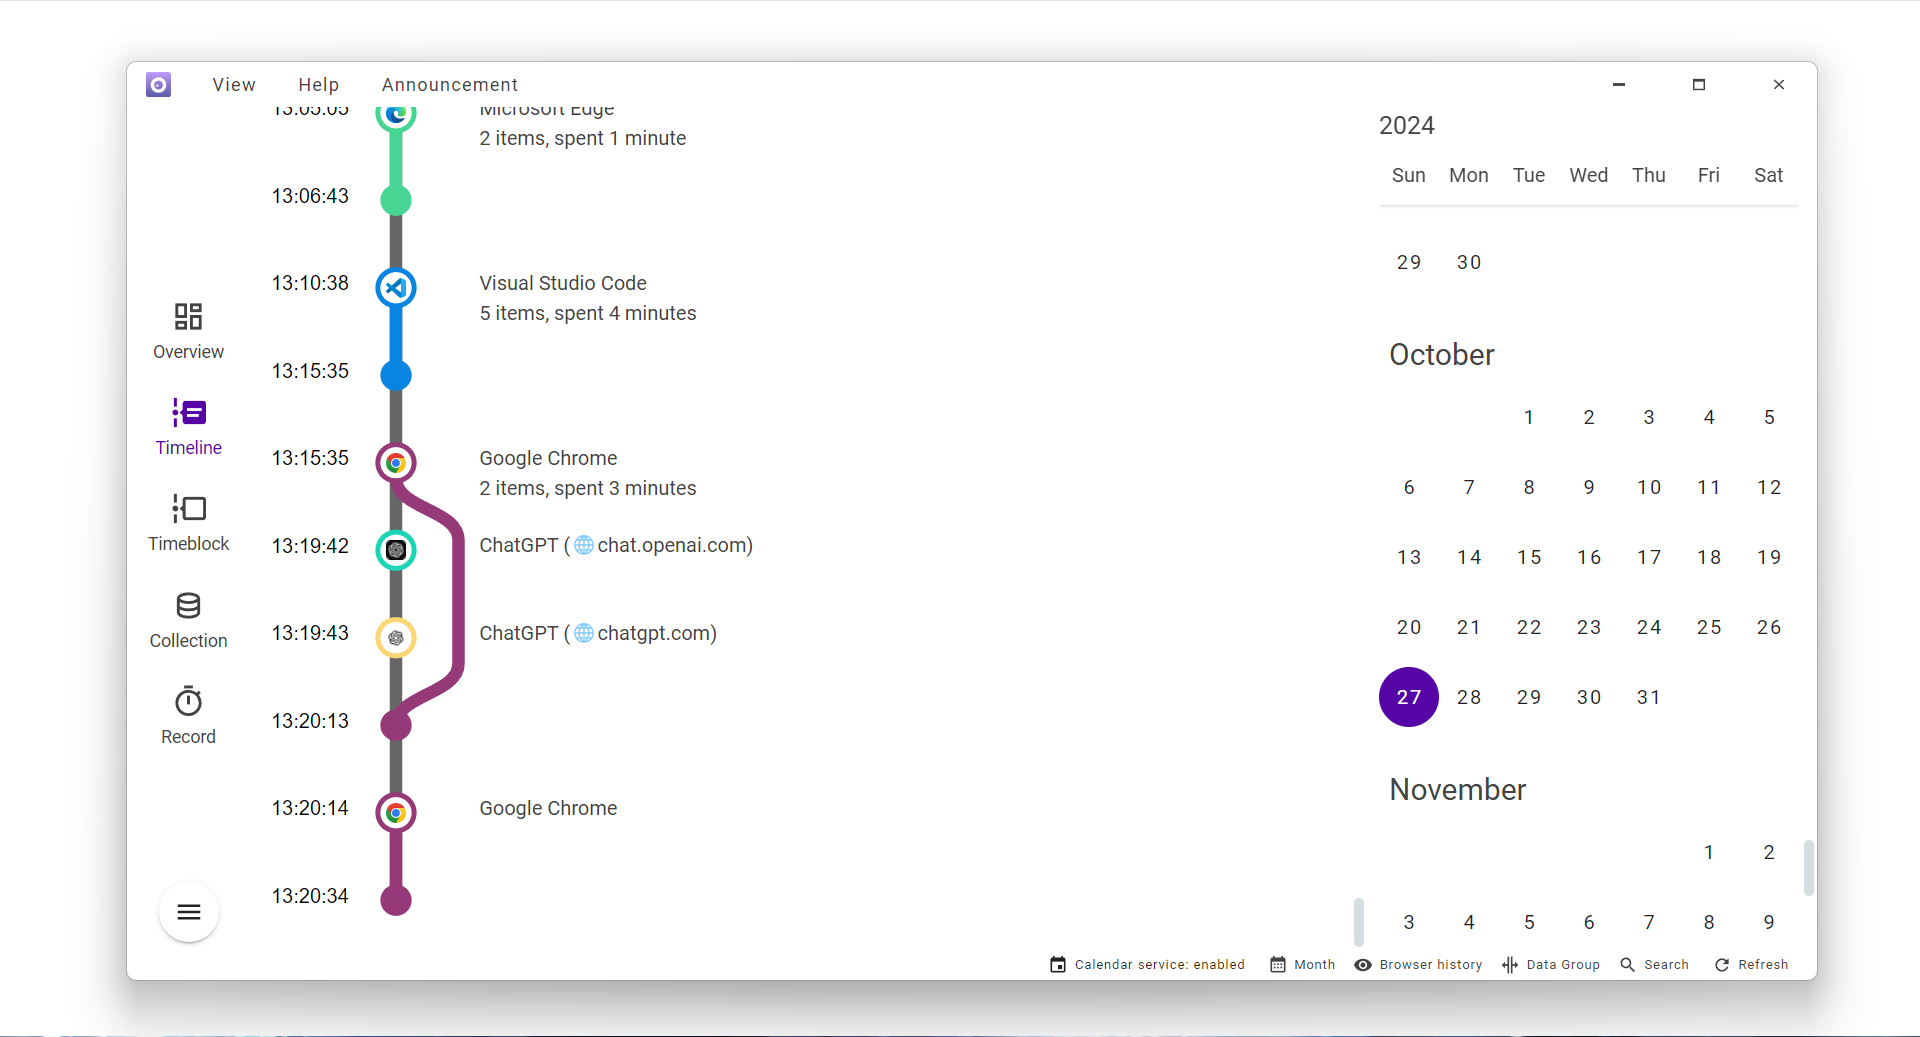 View Help Announcement
13:05:05 Microsoft Edge
2 items, spent 1 minute
13:06:43
13:10:38 Visual Studio Code
5 items, spent 4 minutes
13:15:35
13:15:35 Google Chrome
2 items, spent 3 minutes
13:19:42 ChatGPT (🌐chat.openai.com)
13:19:43 ChatGPT (🌐chatgpt.com)
13:20:13
13:20:14 Google Chrome
13:20:34
Overview
Timeline
Timeblock
Collection
Record
2024
Sun Mon Tue Wed Thu Fri Sat
29 30
October
1 2 3 4 5
6 7 8 9 10 11 12
13 14 15 16 17 18 19
20 21 22 23 24 25 26
27 28 29 30 31
November
1 2
3 4 5 6 7 8 9
Calendar service: enabled Month Browser history Data Group Search Refresh